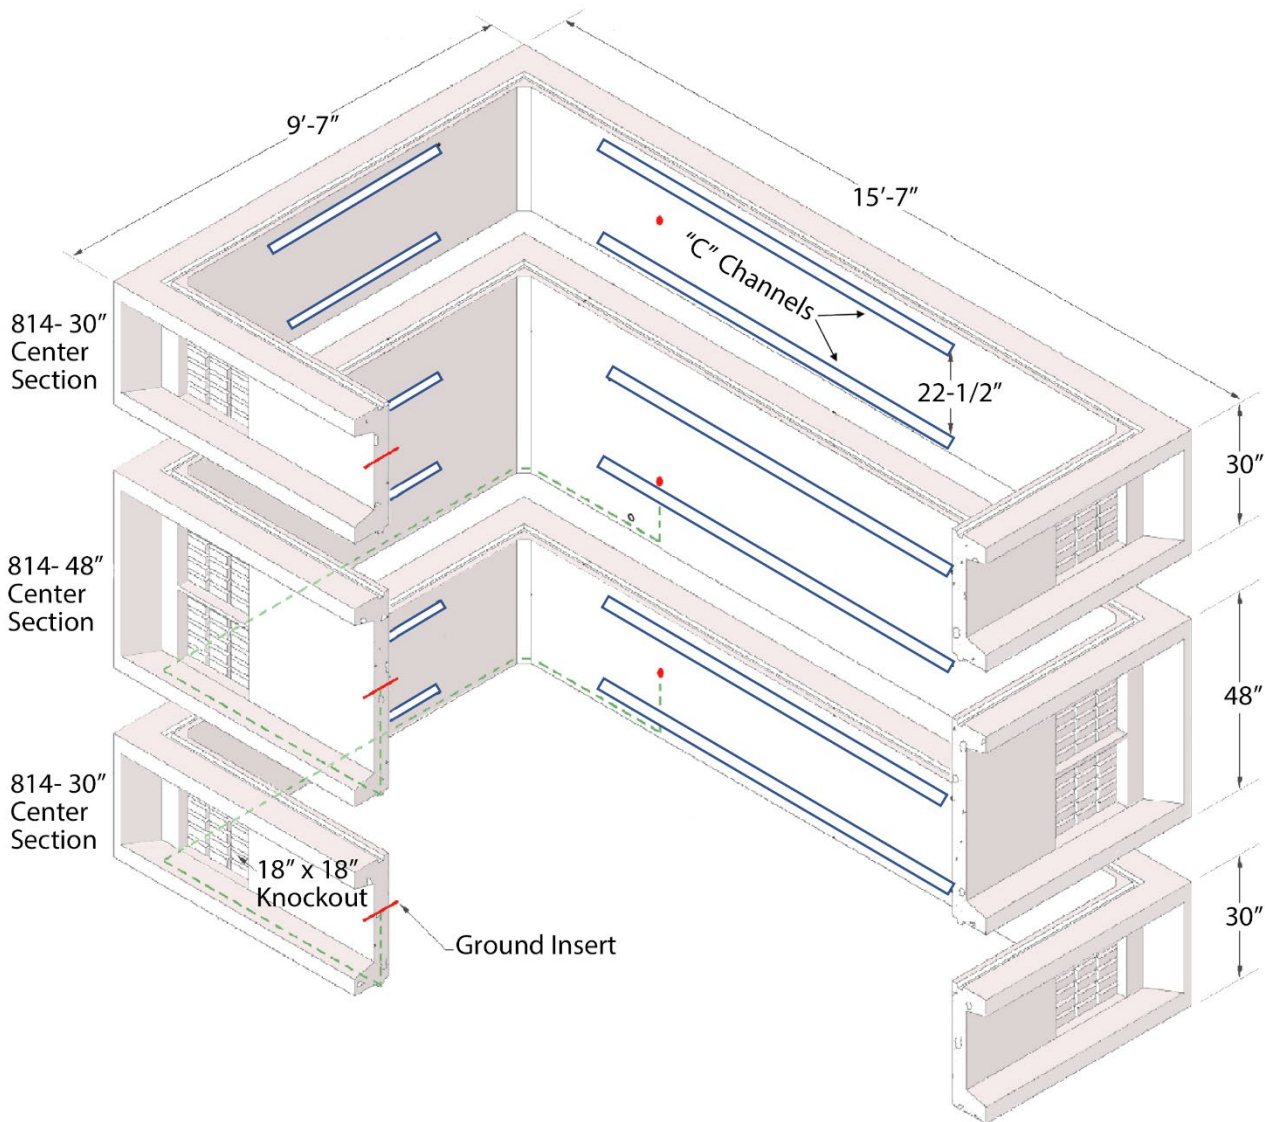 9'-7"
15'-7"
"C" Channels
814- 30"
Center
Section
22-1/2"
30"
814- 48"
Center
Section
48"
814- 30"
Center
Section
18" x 18"
Knockout
30"
Ground Insert